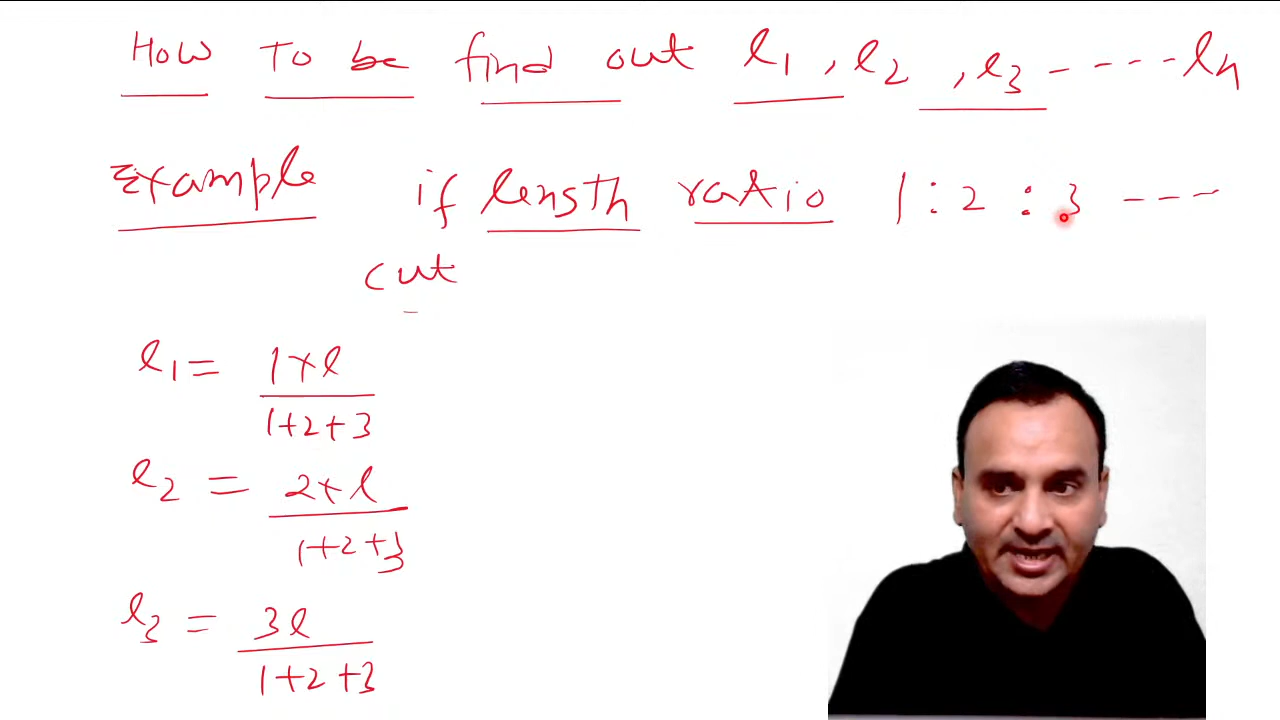 How To be find out l1, l2, l3 ----- ln
Example if length ratio 1 : 2 : 3 ---
cut
l1 = 1×l / 1+2+3
l2 = 2×l / 1+2+3
l3 = 3l / 1+2+3